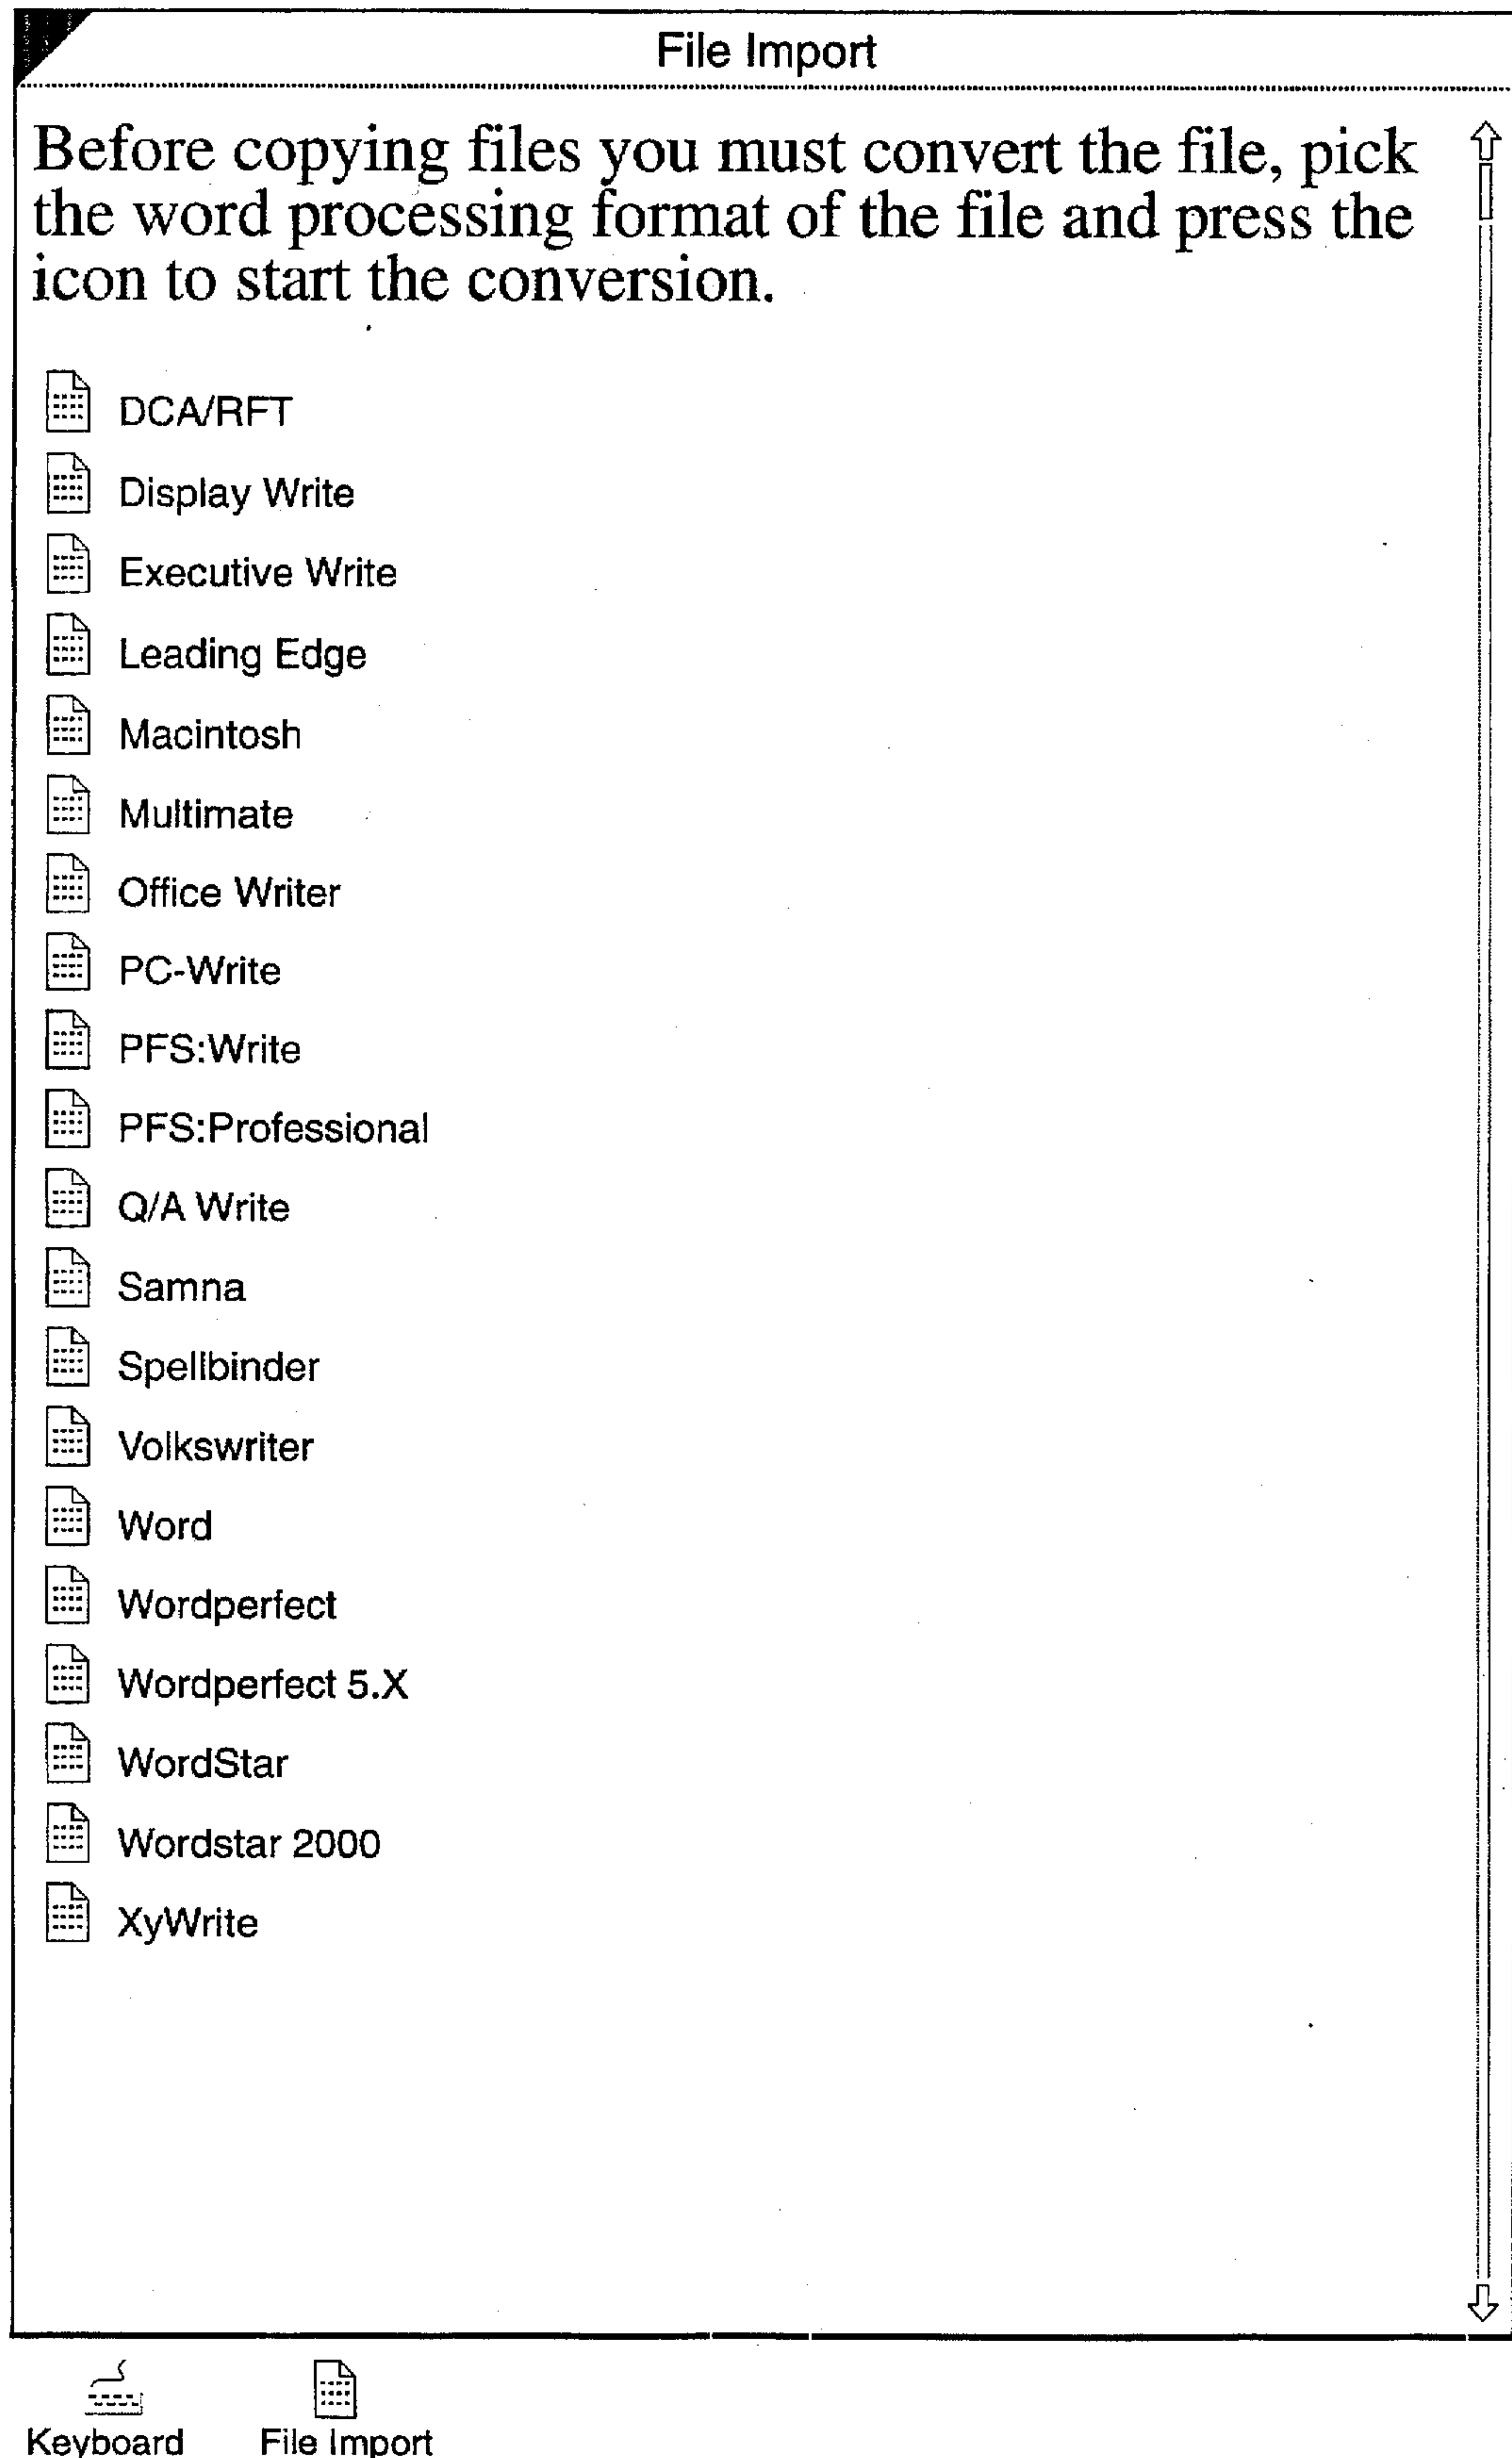 File Import
Before copying files you must convert the file, pick
the word processing format of the file and press the
icon to start the conversion.
DCA/RFT
Display Write
Executive Write
Leading Edge
Macintosh
Multimate
Office Writer
PC-Write
PFS:Write
PFS:Professional
Q/A Write
Samna
Spellbinder
Volkswriter
Word
Wordperfect
Wordperfect 5.X
WordStar
Wordstar 2000
XyWrite
Keyboard File Import